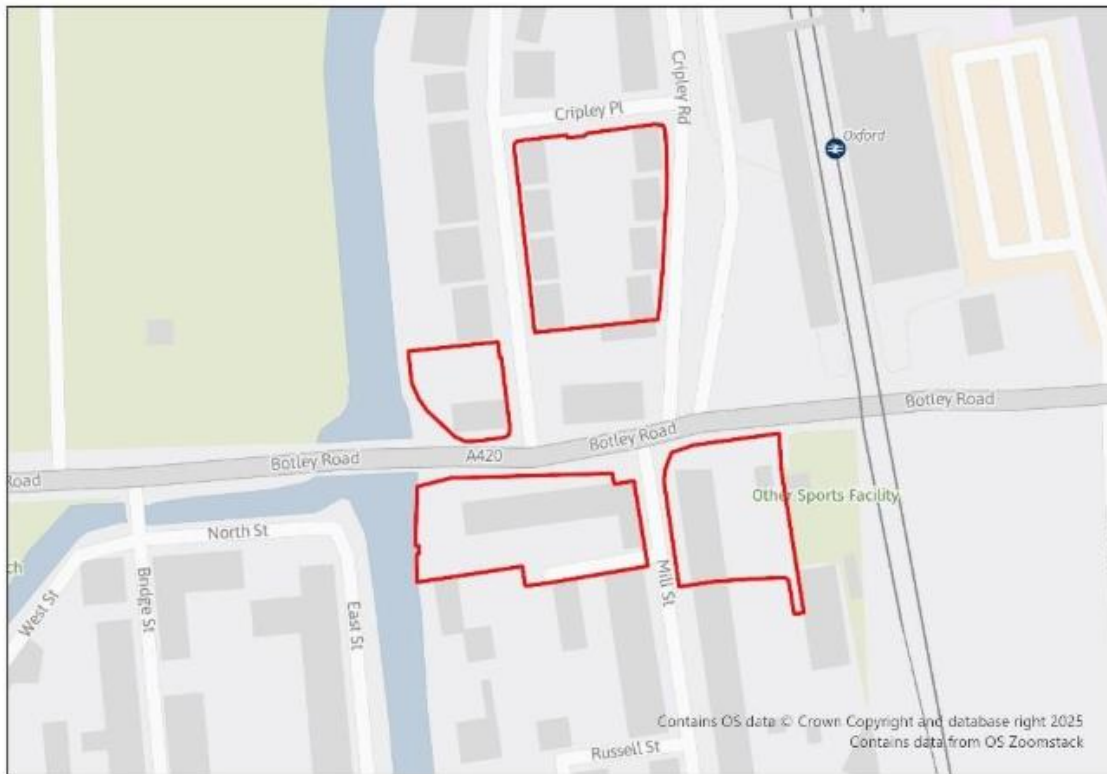 Cripley Pl
Cripley Rd
Oxford
Botley Road
Botley Road
Botley Road
A420
Road
North St
Other Sports Facility
ch
Bridge St
West St
East St
Mill St
Russell St
Contains OS data © Crown Copyright and database right 2025
Contains data from OS Zoomstack